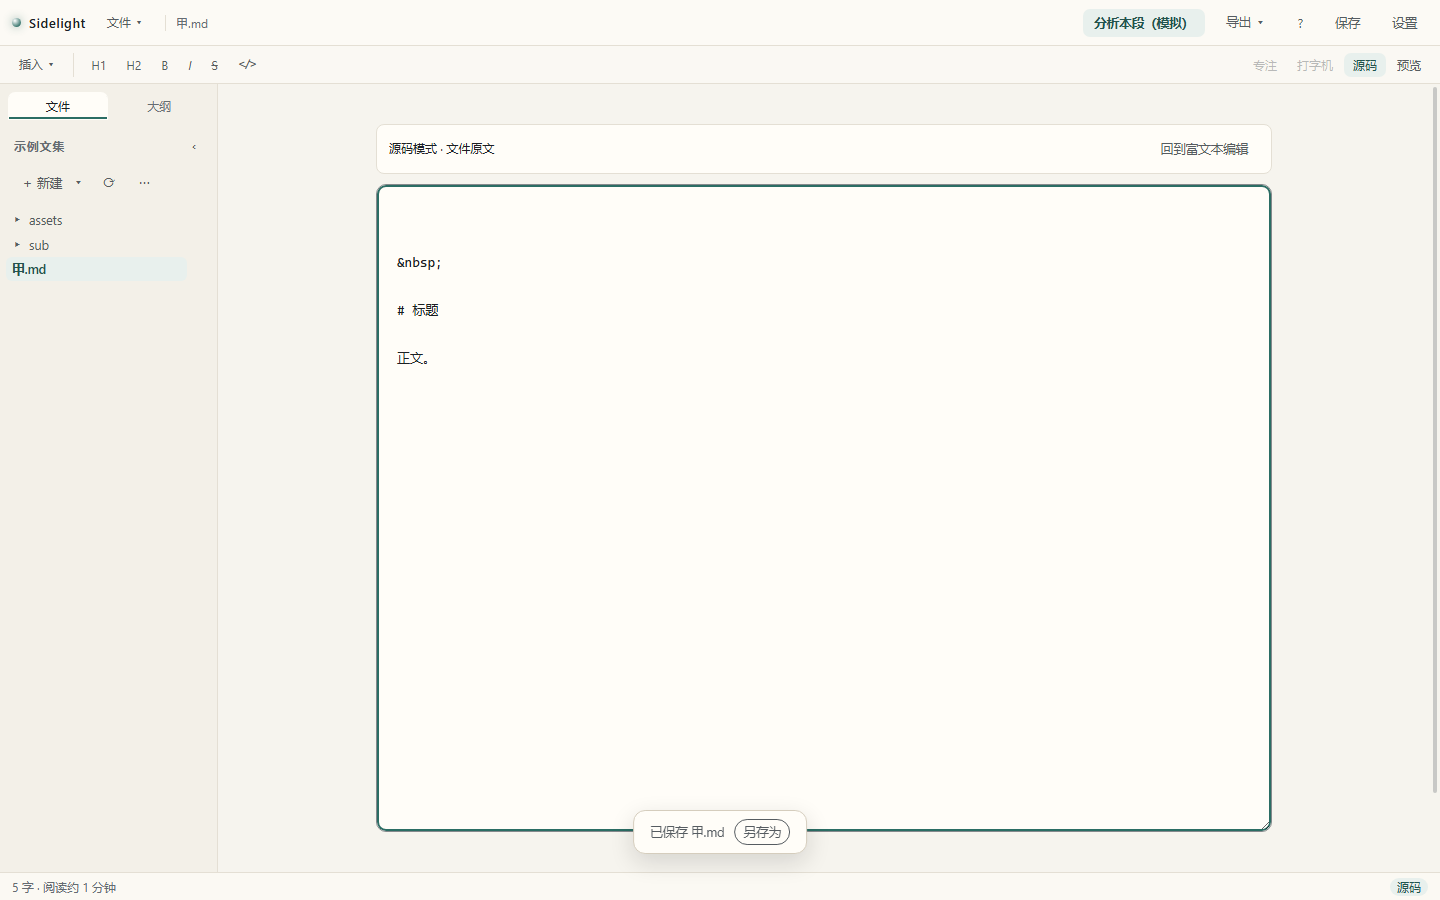 Sidelight 文件 ▾ 甲.md 分析本段（模拟） 导出 ▾ ? 保存 设置
插入 ▾ H1 H2 B I S </> 专注 打字机 源码 预览
文件 大纲
示例文集 ‹
+ 新建 ▾ ⟳ ···
▸ assets
▸ sub
甲.md
源码模式 · 文件原文 回到富文本编辑
&nbsp;
# 标题
正文。
已保存 甲.md 另存为
5 字 · 阅读约 1 分钟 源码